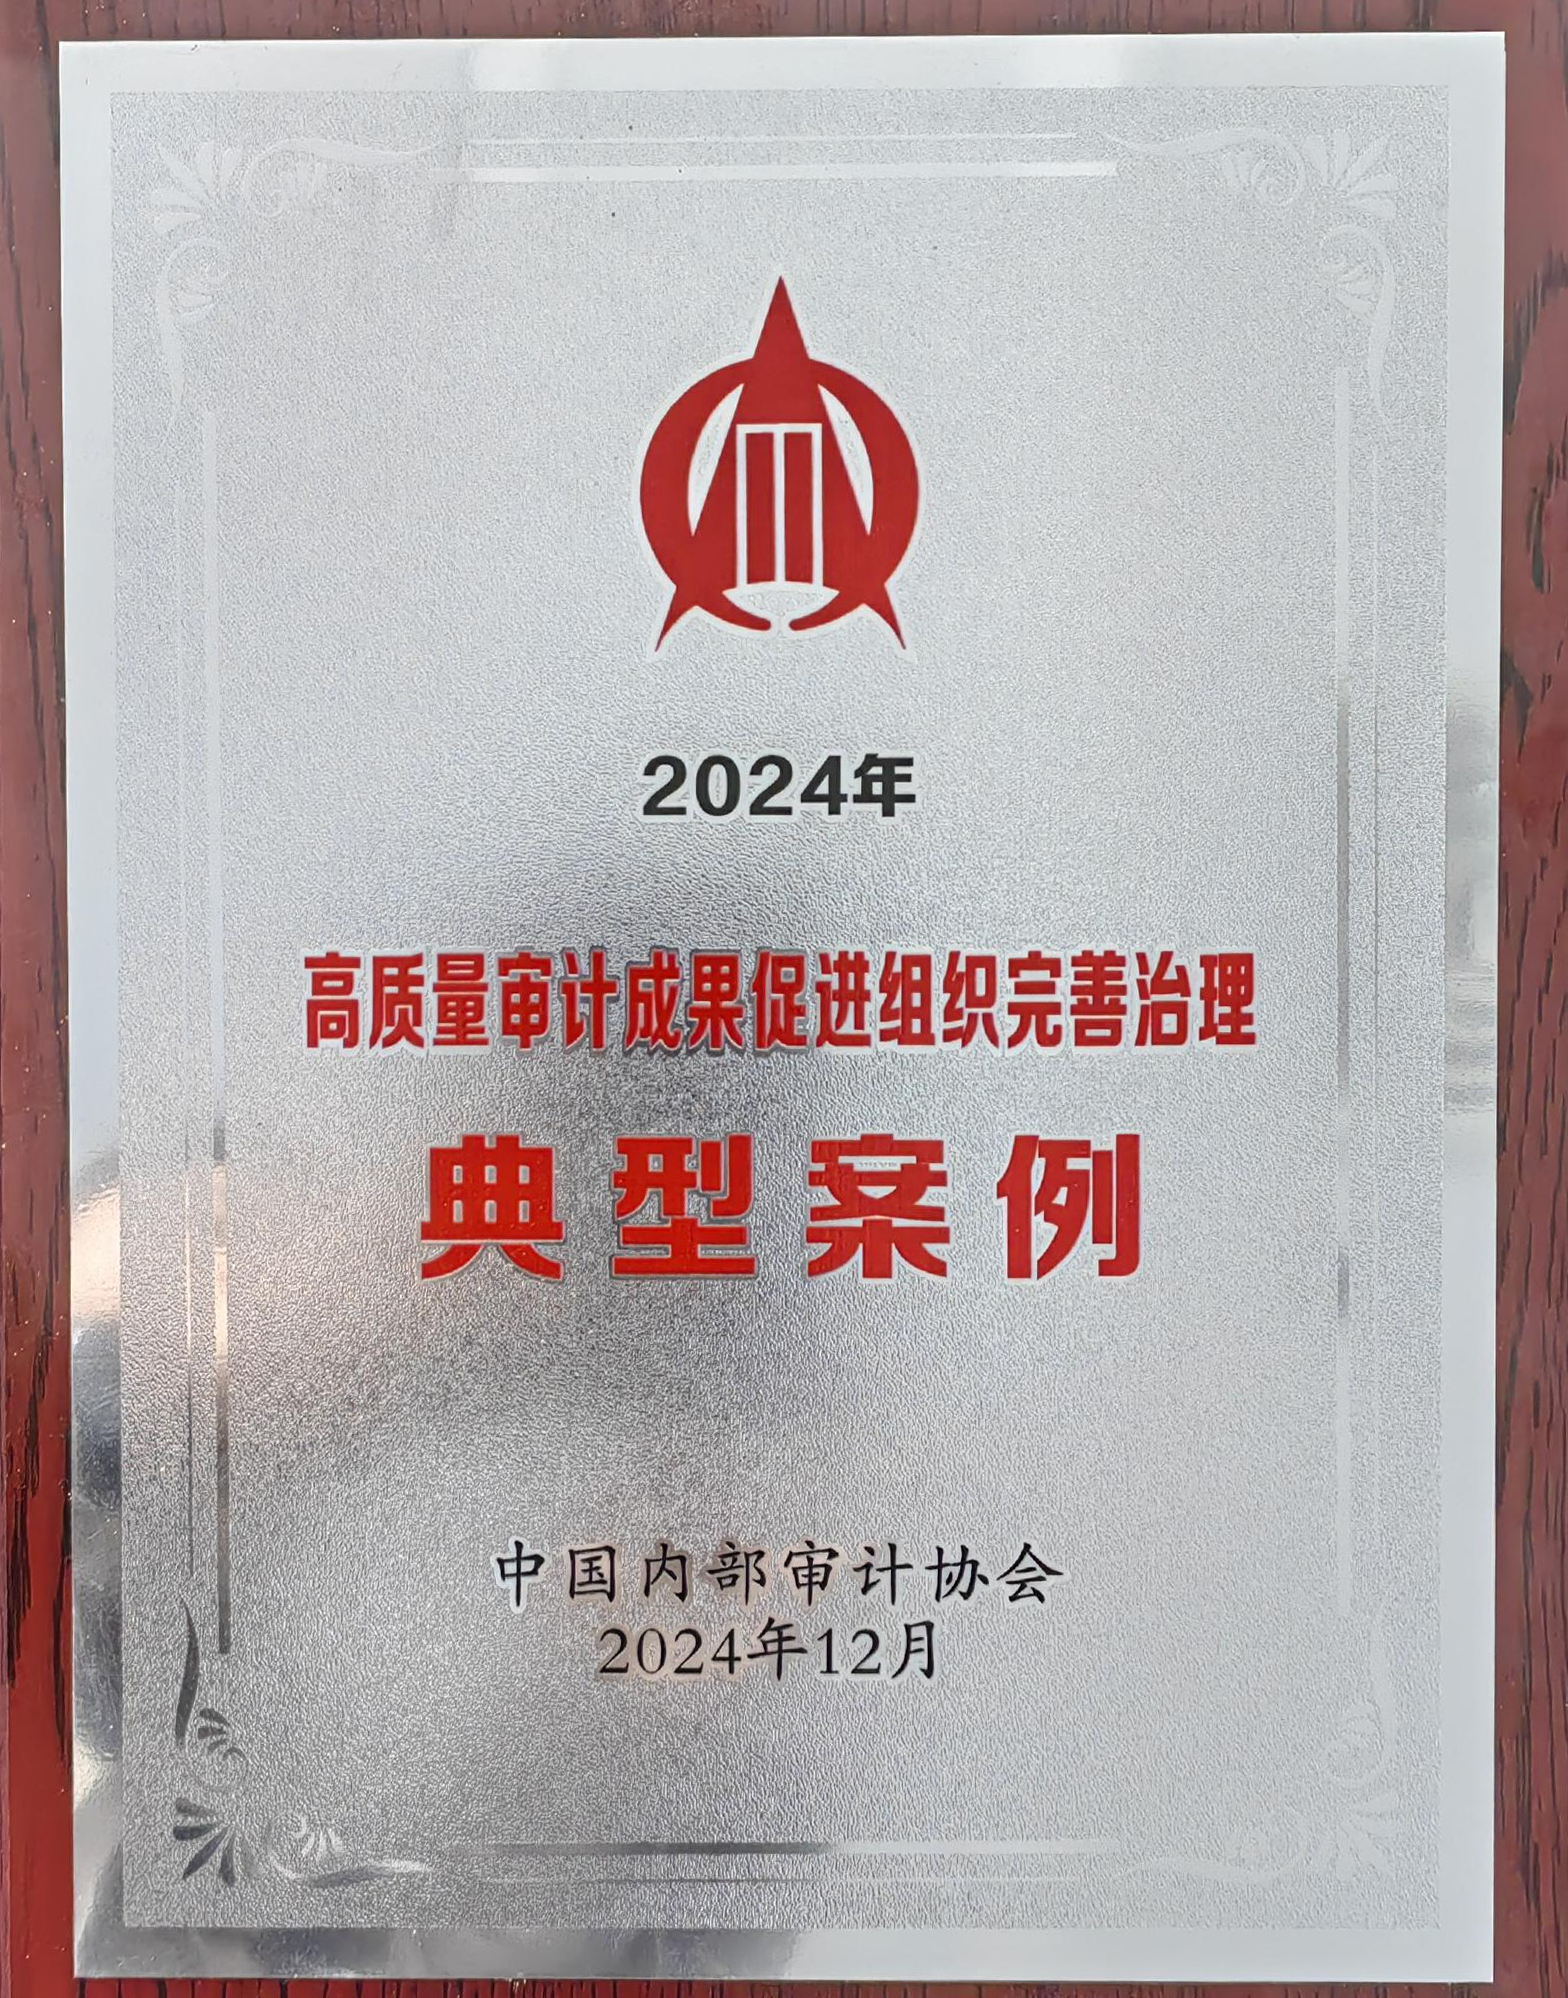 2024年
高质量审计成果促进组织完善治理
典型案例
中国内部审计协会
2024年12月